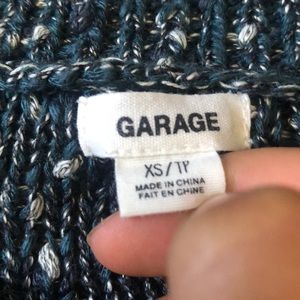 GARAGE
XS/TP
MADE IN CHINA
FAIT EN CHINE